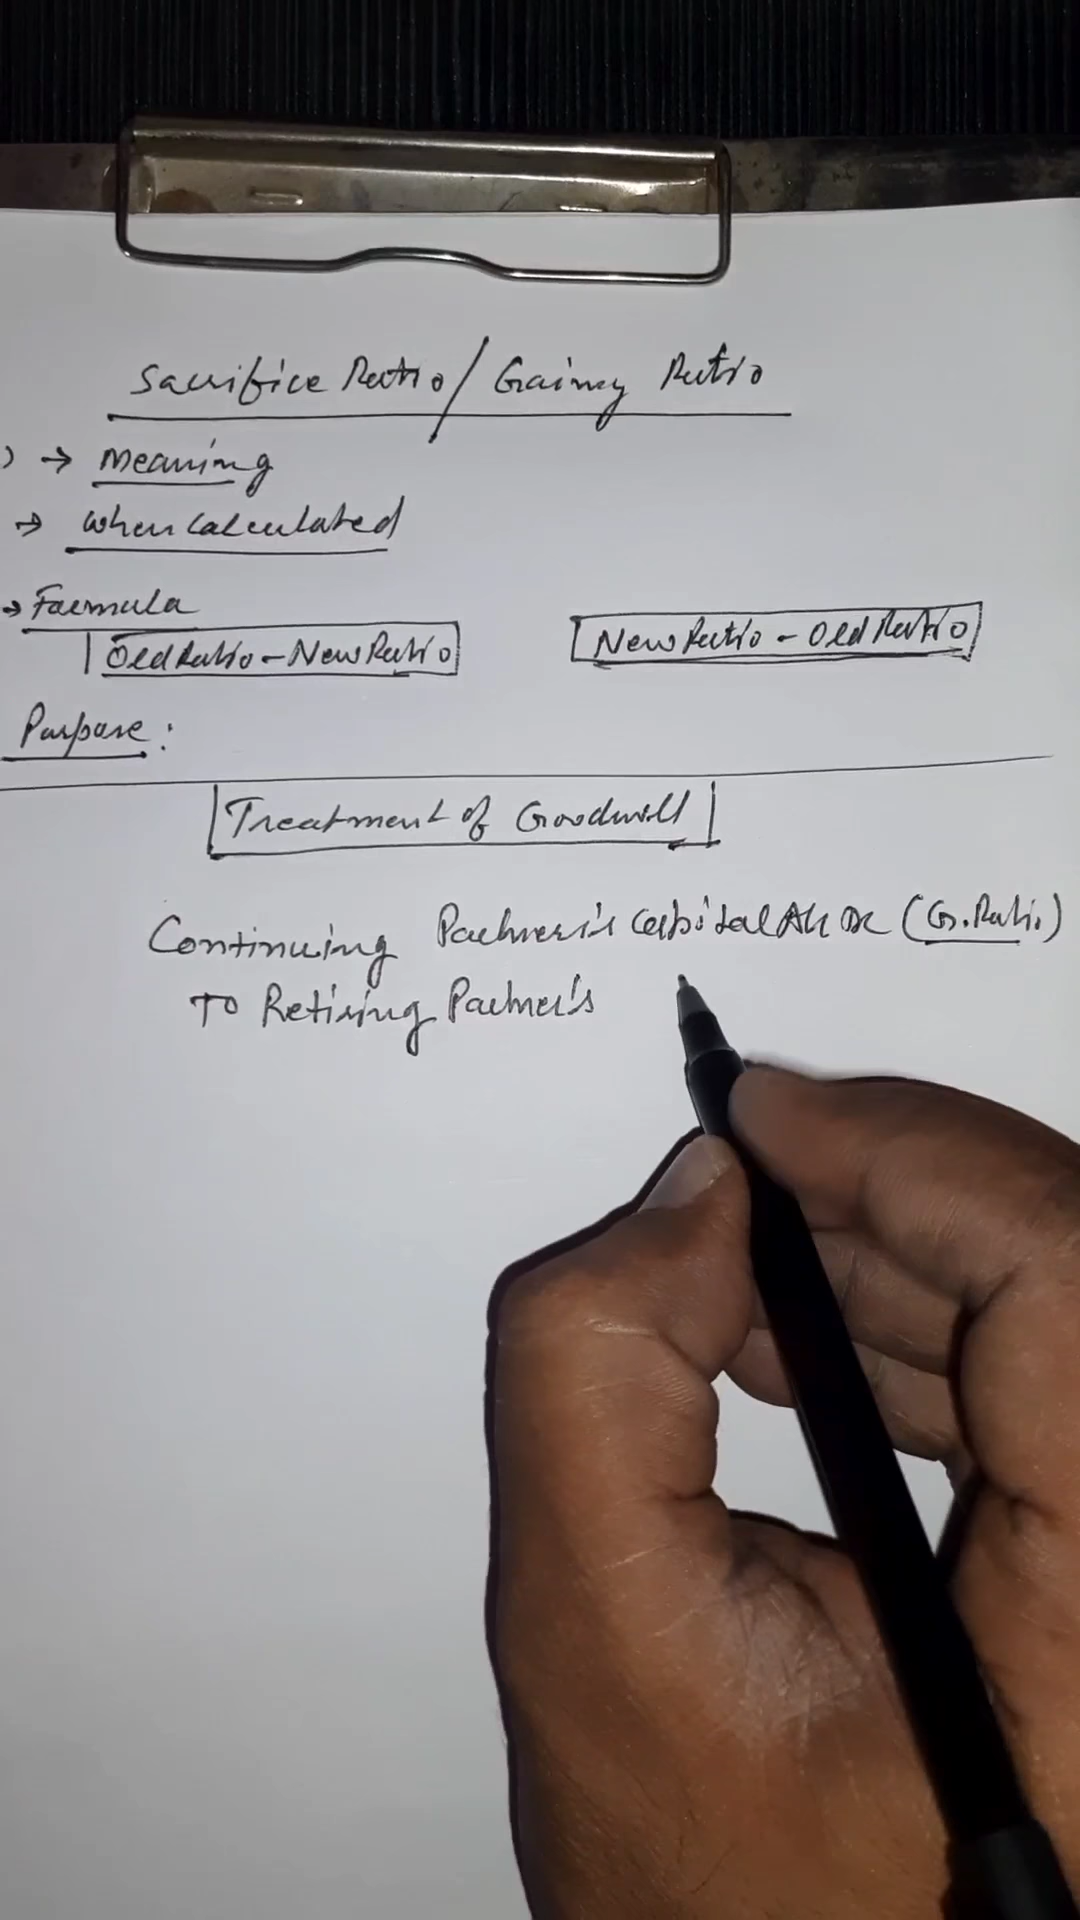 Sacrifice Ratio / Gaining Ratio
) → Meaning
→ When Calculated
→ Formula
Old Ratio - New Ratio
New Ratio - Old Ratio
Purpose :
Treatment of Goodwill
Continuing Partner's Capital A/c Dr (G. Ratio)
To Retiring Partner's